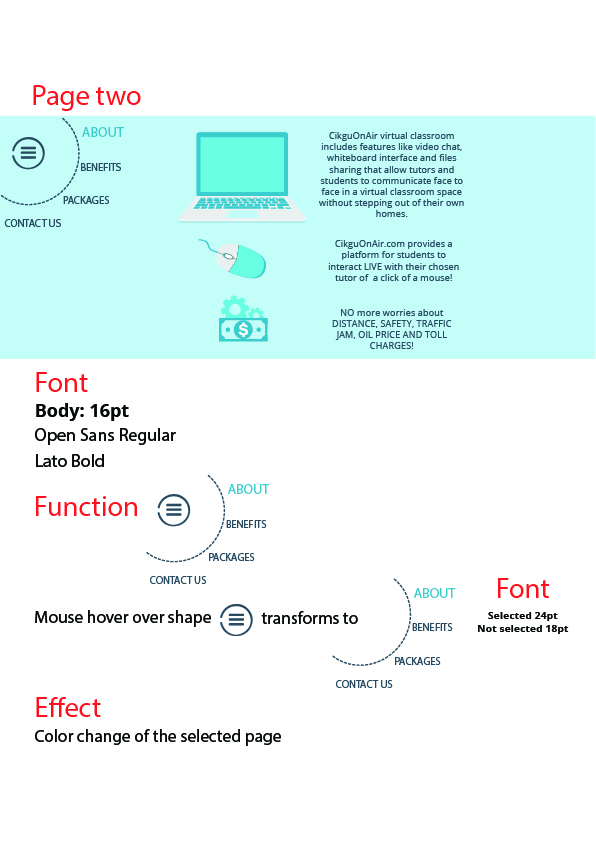 Page two
ABOUT
BENEFITS
PACKAGES
CONTACT US
CikguOnAir virtual classroom
includes features like video chat,
whiteboard interface and files
sharing that allow tutors and
students to communicate face to
face in a virtual classroom space
without stepping out of their own
homes.
CikguOnAir.com provides a
platform for students to
interact LIVE with their chosen
tutor of a click of a mouse!
$
NO more worries about
DISTANCE, SAFETY, TRAFFIC
JAM, OIL PRICE AND TOLL
CHARGES!
Font
Body: 16pt
Open Sans Regular
Lato Bold
Function
ABOUT
BENEFITS
PACKAGES
CONTACT US
Mouse hover over shape transforms to
ABOUT
BENEFITS
PACKAGES
CONTACT US
Font
Selected 24pt
Not selected 18pt
Effect
Color change of the selected page